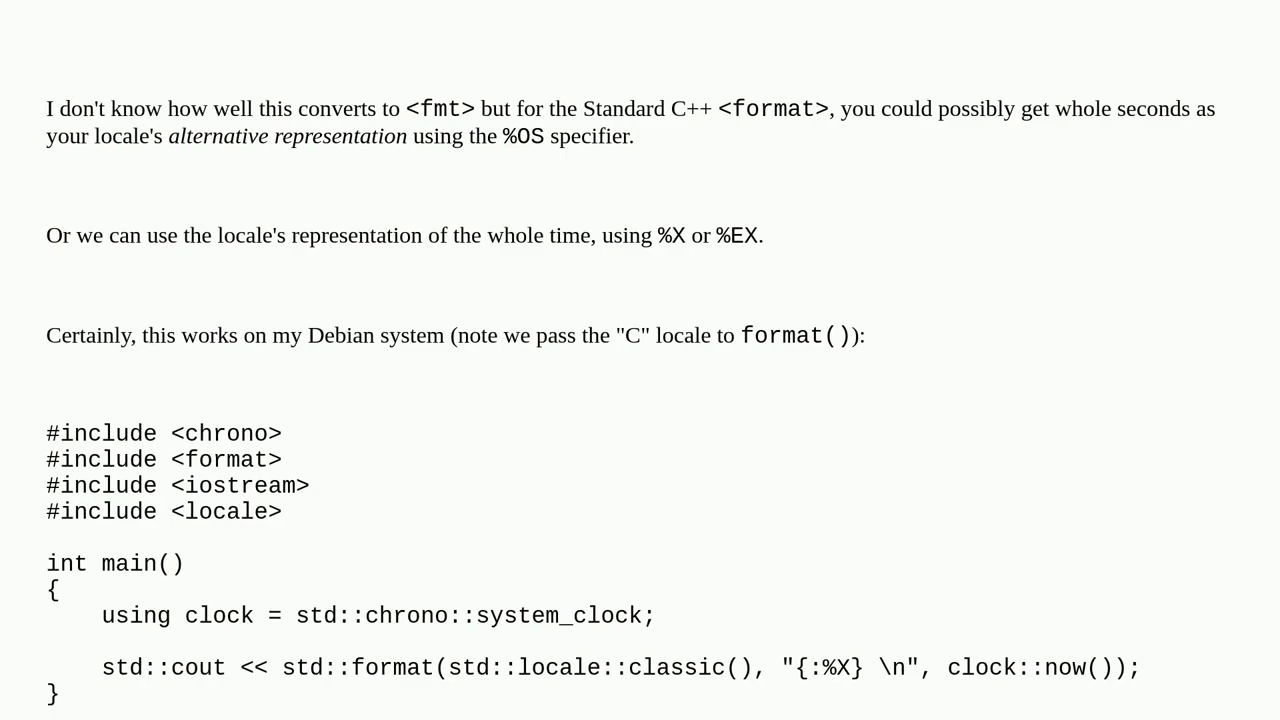 I don't know how well this converts to <fmt> but for the Standard C++ <format>, you could possibly get whole seconds as
your locale's alternative representation using the %OS specifier.
Or we can use the locale's representation of the whole time, using %X or %EX.
Certainly, this works on my Debian system (note we pass the "C" locale to format()):
#include <chrono>
#include <format>
#include <iostream>
#include <locale>
int main()
{
    using clock = std::chrono::system_clock;
    std::cout << std::format(std::locale::classic(), "{:%X} \n", clock::now());
}